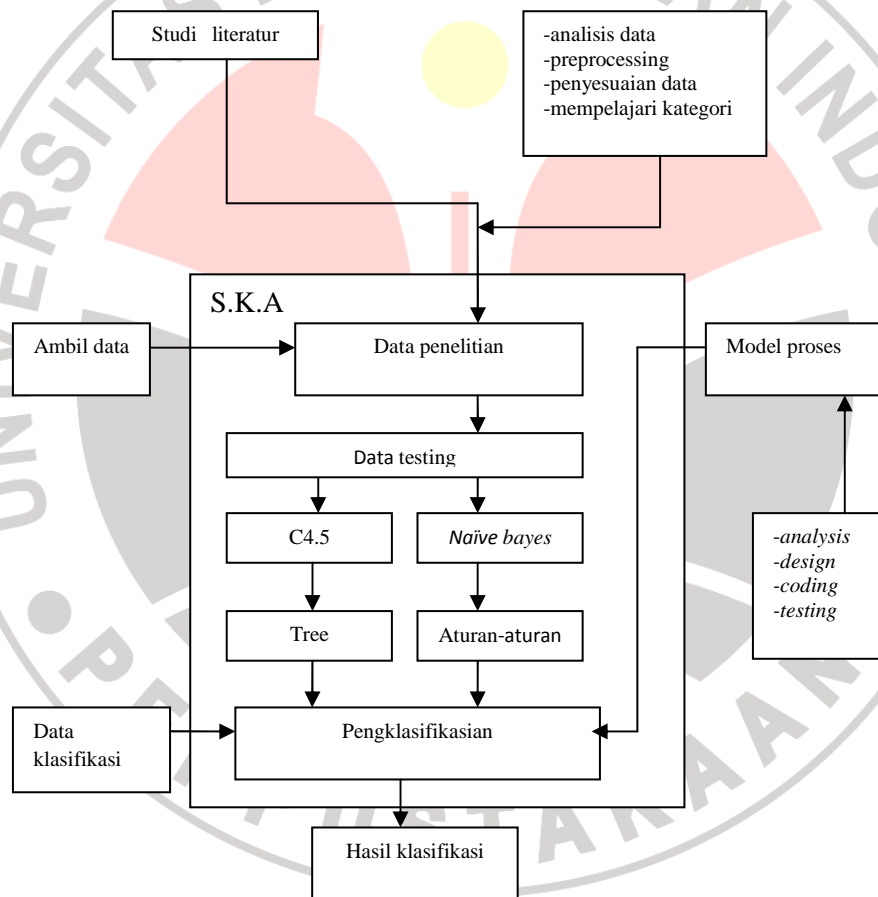 Studi literatur
-analisis data
-preprocessing
-penyesuaian data
-mempelajari kategori
S.K.A
Ambil data
Data penelitian
Model proses
Data testing
C4.5
Naïve bayes
-analysis
-design
-coding
-testing
Tree
Aturan-aturan
Data
klasifikasi
Pengklasifikasian
Hasil klasifikasi